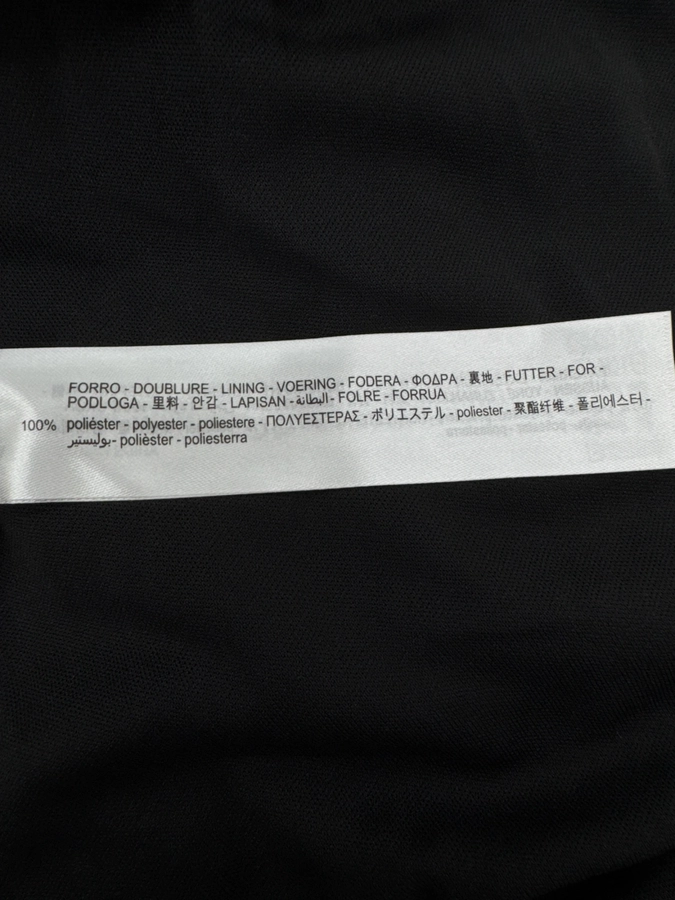 FORRO - DOUBLURE - LINING - VOERING - FODERA - ΦΟΔΡΑ - 裏地 - FUTTER - FOR -
PODLOGA - 里料 - 안감 - LAPISAN - البطانة - FOLRE - FORRUA
100% poliéster - polyester - poliestere - ΠΟΛΥΕΣΤΕΡΑΣ - ポリエステル - poliester - 聚酯纤维 - 폴리에스터 -
بوليستير - polièster - poliesterra